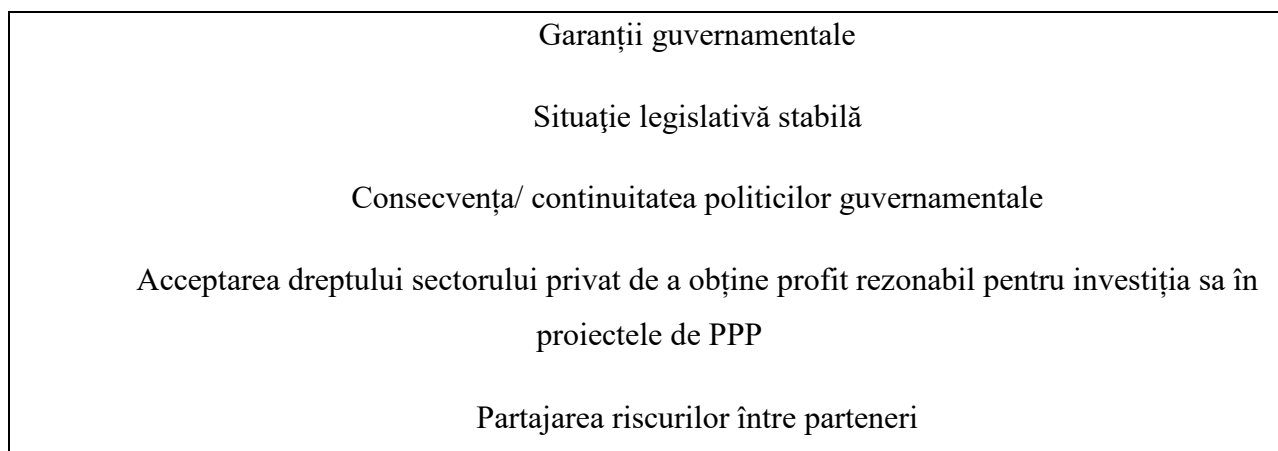 Garanții guvernamentale
Situaţie legislativă stabilă
Consecvența/ continuitatea politicilor guvernamentale
Acceptarea dreptului sectorului privat de a obține profit rezonabil pentru investiția sa în
proiectele de PPP
Partajarea riscurilor între parteneri